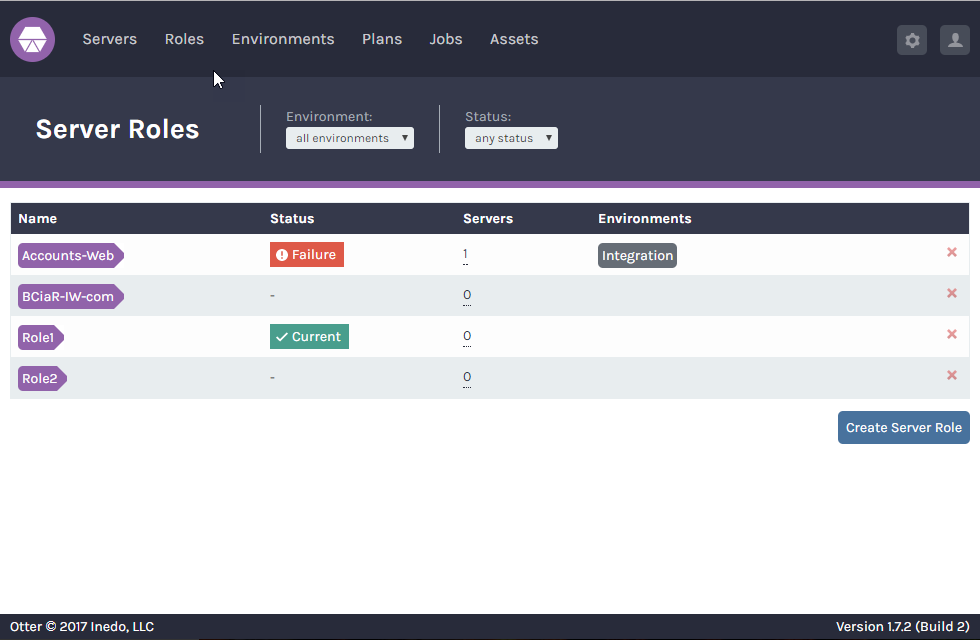 Servers Roles Environments Plans Jobs Assets
Server Roles
Environment:
all environments
Status:
any status
Name Status Servers Environments
Accounts-Web Failure 1 Integration
BCiaR-IW-com - 0
Role1 Current 0
Role2 - 0
Create Server Role
Otter © 2017 Inedo, LLC Version 1.7.2 (Build 2)